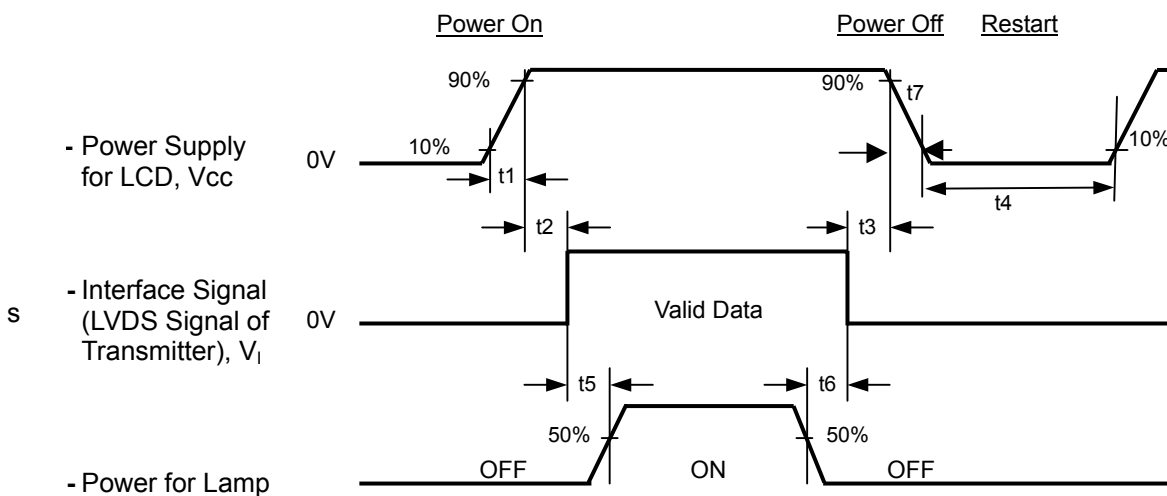 Power On
Power Off
Restart
90%
90%
t7
- Power Supply
for LCD, Vcc
0V
10%
10%
t1
t4
t2
t3
s
- Interface Signal
(LVDS Signal of
Transmitter), VI
0V
Valid Data
t5
t6
50%
50%
- Power for Lamp
OFF
ON
OFF